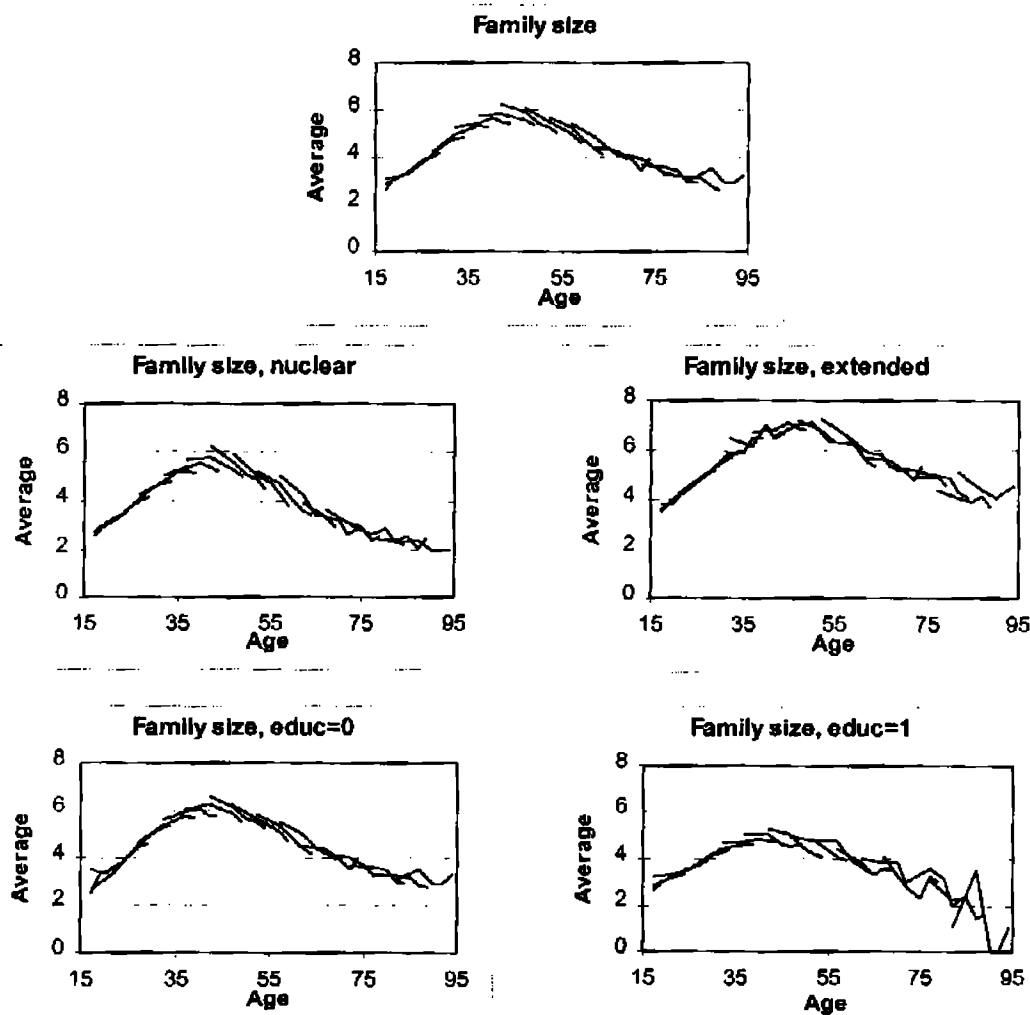 Family size
8
6
4
2
0
Average
15 35 55 75 95
Age
Family size, nuclear
8
6
4
2
0
Average
15 35 55 75 95
Age
Family size, extended
8
6
4
2
0
Average
15 35 55 75 95
Age
Family size, educ=0
8
6
4
2
0
Average
15 35 55 75 95
Age
Family size, educ=1
8
6
4
2
0
Average
15 35 55 75 95
Age